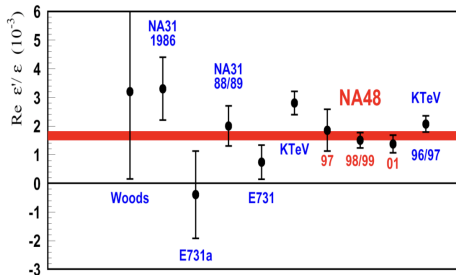 Re ε'/ε (10⁻³)
6
5
4
3
2
1
0
-1
-2
-3
NA31
1986
NA31
88/89
NA48
KTeV
KTeV
97
98/99
01
96/97
Woods
E731
E731a